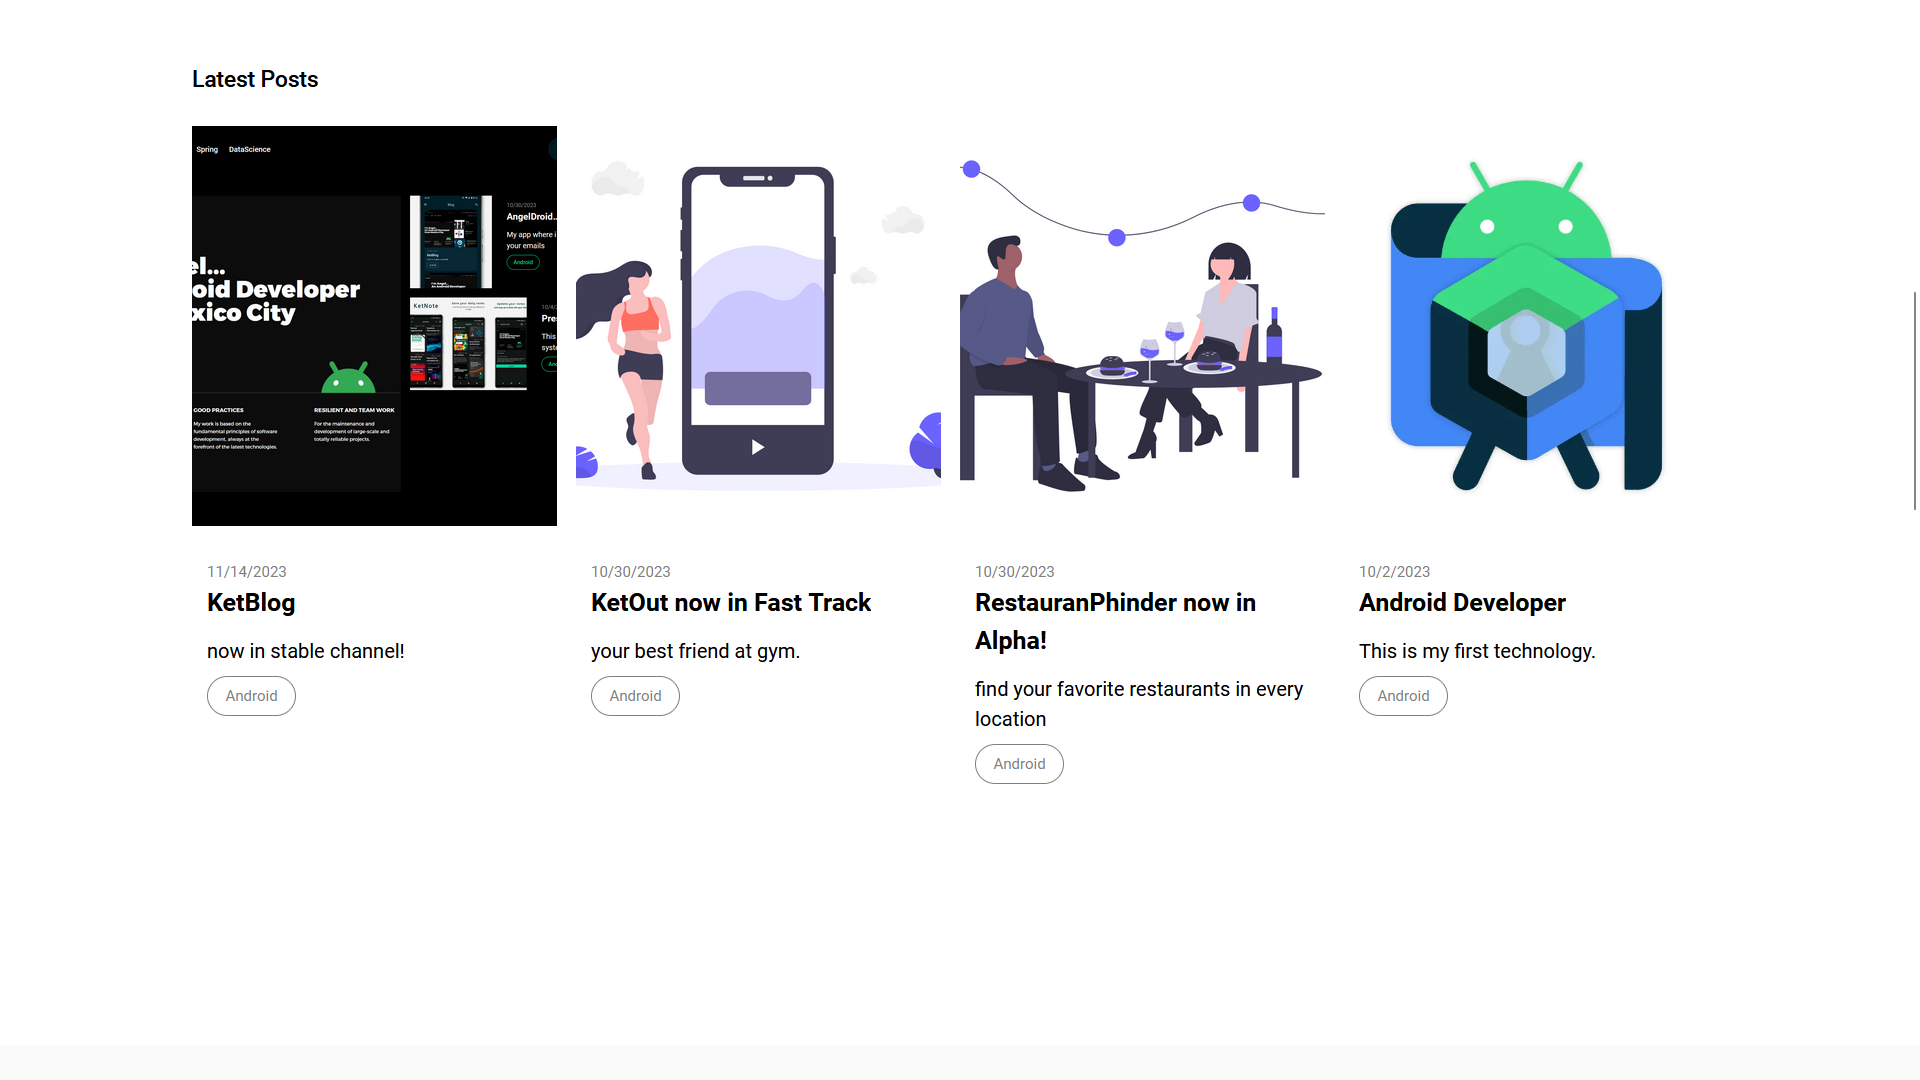 Latest Posts
Spring DataScience
10/30/2023
AngelDroid..
My app where i
your emails
Android
el...
oid Developer
xico City
KetNote
10/4/
Pres
This
syste
GOOD PRACTICES
My work is based on the
fundamental principles of software
development, always at the
forefront of the latest technologies.
RESILIENT AND TEAM WORK
For the maintenance and
development of large-scale and
totally reliable projects.
11/14/2023
KetBlog
now in stable channel!
Android
10/30/2023
KetOut now in Fast Track
your best friend at gym.
Android
10/30/2023
RestauranPhinder now in
Alpha!
find your favorite restaurants in every
location
Android
10/2/2023
Android Developer
This is my first technology.
Android